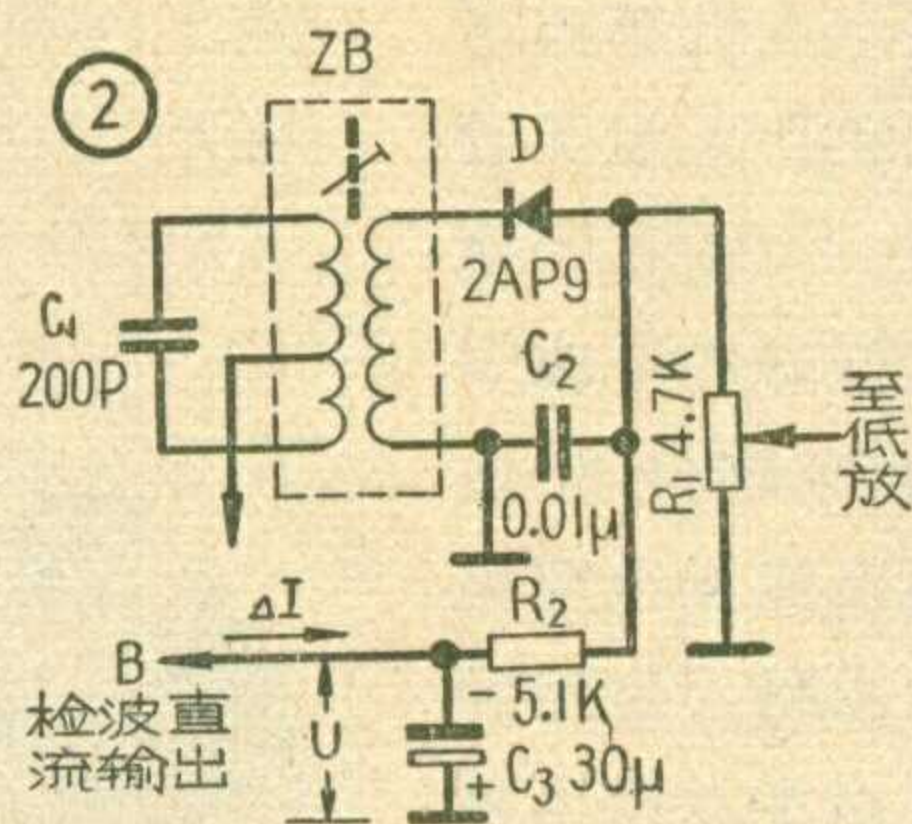 ②
ZB
D
2AP9
C₁
200P
C₂
0.01μ
R₁ 4.7K
至低放
ΔI
R₂
5.1K
B
检波直
流输出
U
-
+
C₃ 30μ